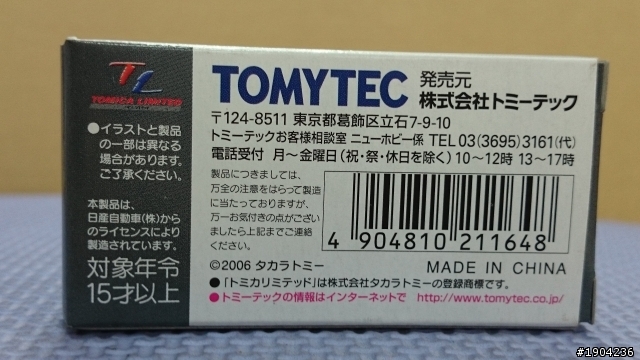 TL
TOMICA LIMITED
●イラストと製品
の一部は異なる
場合があります。
ご了承ください。
本製品は、
日産自動車(株)から
のライセンスにより
製造されています。
対象年令
15才以上
TOMYTEC 発売元
株式会社トミーテック
〒124-8511 東京都葛飾区立石7-9-10
トミーテックお客様相談室 ニューホビー係 TEL 03(3695)3161(代)
電話受付 月〜金曜日(祝・祭・休日を除く) 10〜12時 13〜17時
製品につきましては、
万全の注意をはらって製造
に当たっておりますが、
万一お気付きの点がござい
ましたら上記までご連絡
ください。
4 904810 211648
©2006 タカラトミー MADE IN CHINA
●「トミカリミテッド」は株式会社タカラトミーの登録商標です。
●トミーテックの情報はインターネットで http://www.tomytec.co.jp/
#1904236